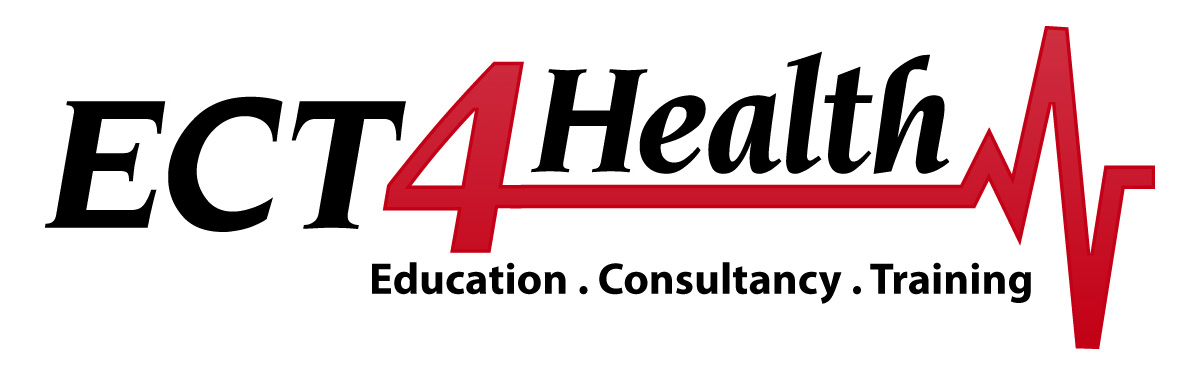 ECT4Health
Education . Consultancy . Training